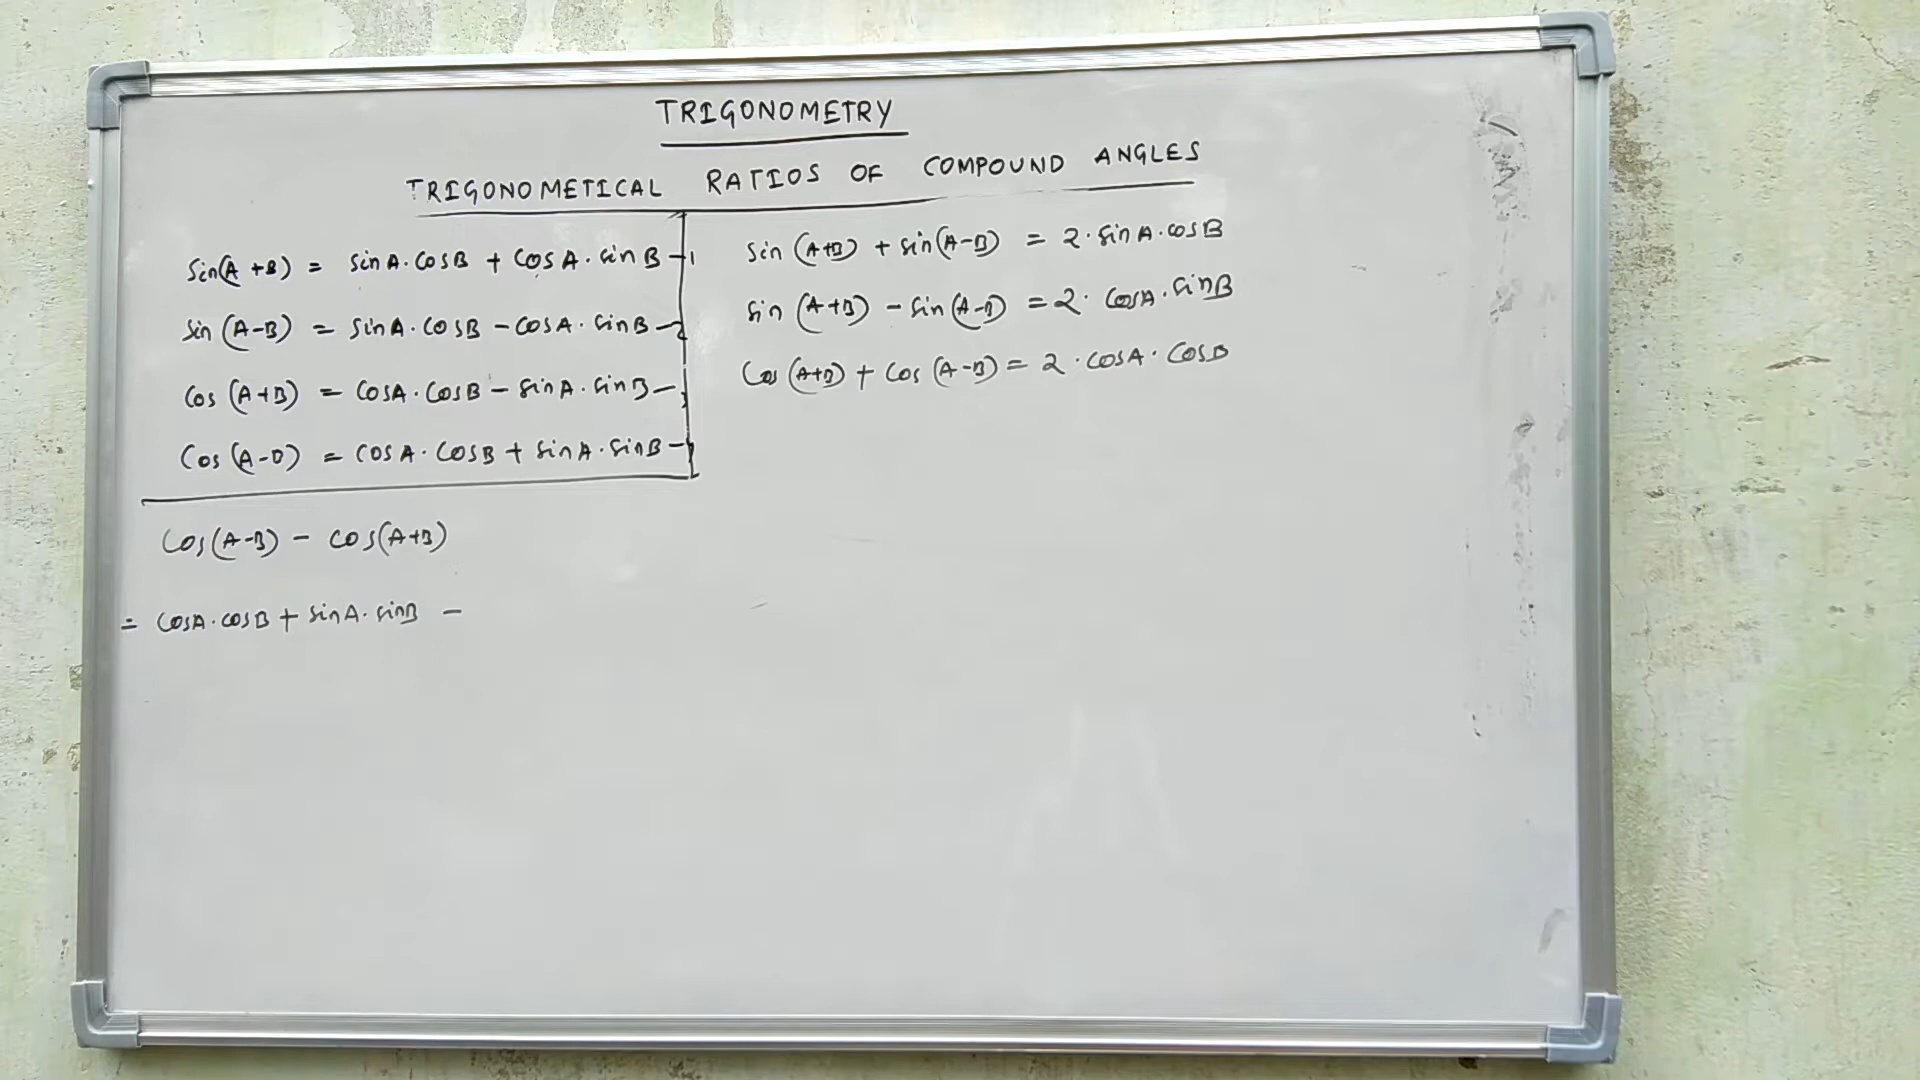 TRIGONOMETRY
TRIGONOMETICAL RATIOS OF COMPOUND ANGLES
Sin(A+B) = sinA·cosB + cosA·sinB — 1
Sin(A-B) = sinA·cosB - cosA·sinB — 2
Cos(A+B) = cosA·cosB - sinA·sinB — 3
Cos(A-B) = cosA·cosB + sinA·sinB —
Cos(A-B) - cos(A+B)
= cosA·cosB + sinA·sinB -
Sin(A+B) + sin(A-B) = 2·sinA·cosB
Sin(A+B) - sin(A-B) = 2·cosA·sinB
Cos(A+B) + cos(A-B) = 2·cosA·cosB